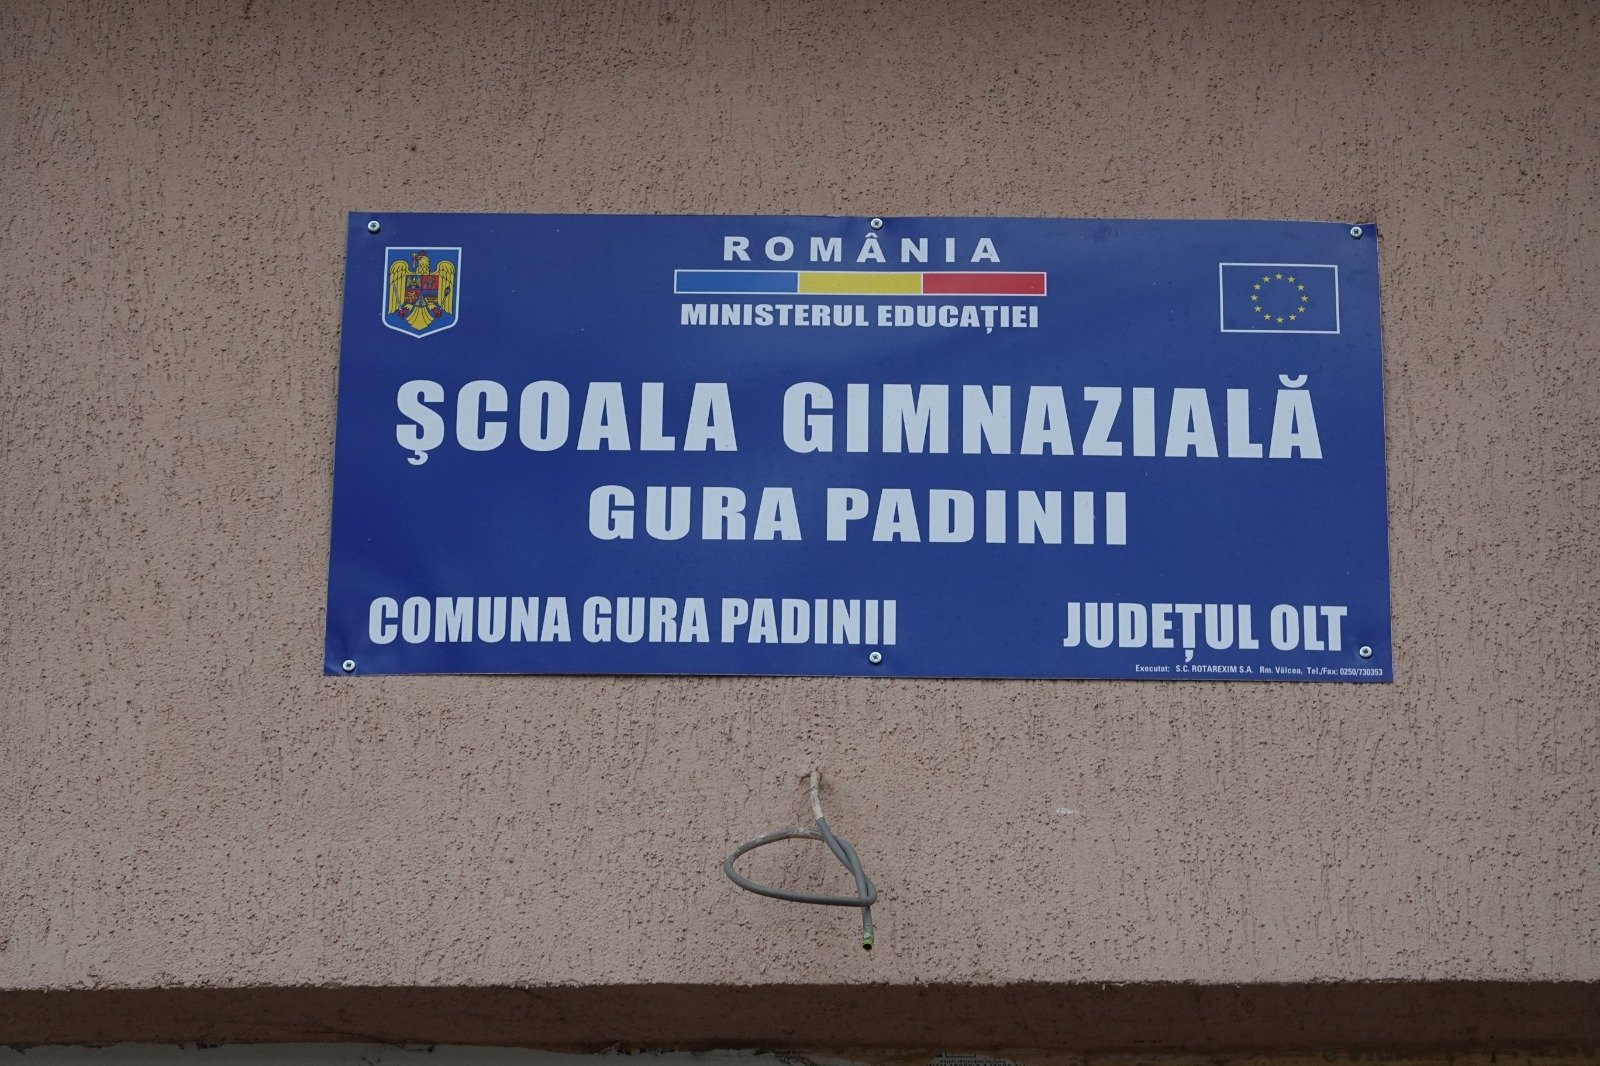 ROMÂNIA
MINISTERUL EDUCAȚIEI
ŞCOALA GIMNAZIALĂ
GURA PADINII
COMUNA GURA PADINII
JUDEȚUL OLT
Executat: S.C. ROTAREXIM S.A. Rm. Vâlcea, Tel./Fax: 0250/730353